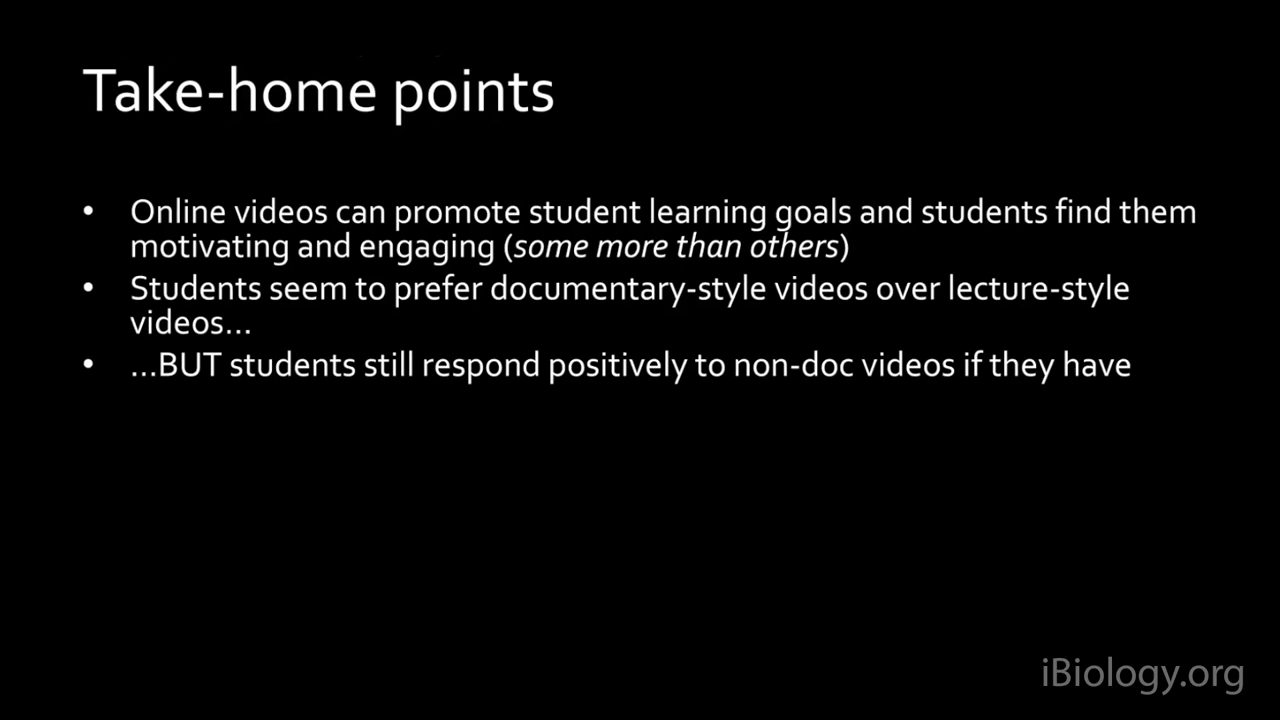 Take-home points
• Online videos can promote student learning goals and students find them
motivating and engaging (some more than others)
• Students seem to prefer documentary-style videos over lecture-style
videos...
• ...BUT students still respond positively to non-doc videos if they have
iBiology.org